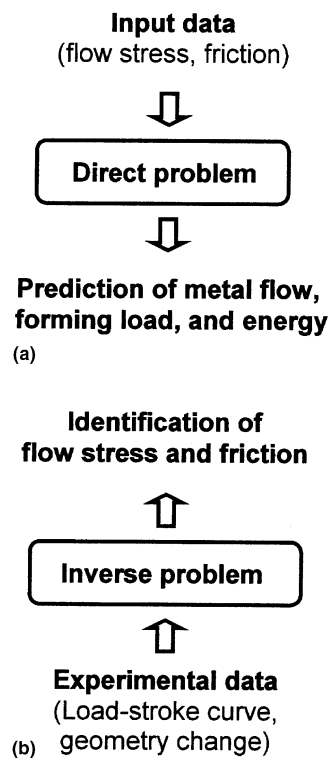 Input data
(flow stress, friction)
Direct problem
Prediction of metal flow,
forming load, and energy
(a)
Identification of
flow stress and friction
Inverse problem
Experimental data
(Load-stroke curve,
geometry change)
(b)